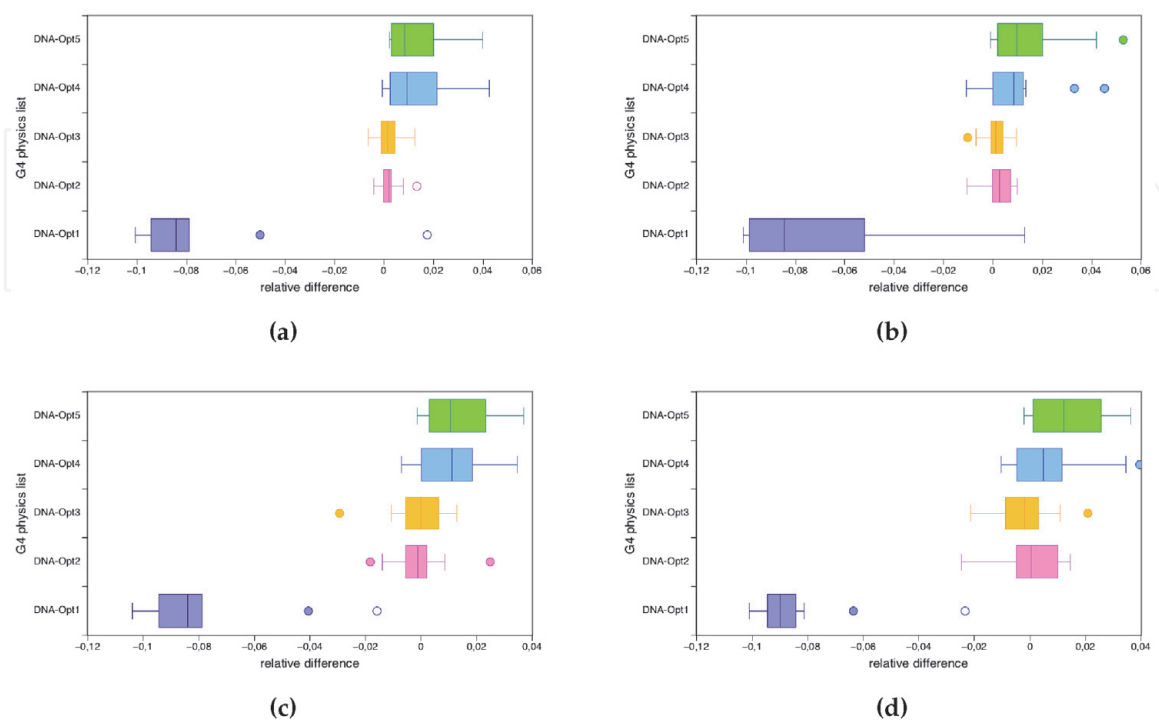 DNA-Opt5
DNA-Opt4
DNA-Opt3
DNA-Opt2
DNA-Opt1
G4 physics list
−0,12 −0,1 −0,08 −0,06 −0,04 −0,02 0 0,02 0,04 0,06
relative difference
(a)
DNA-Opt5
DNA-Opt4
DNA-Opt3
DNA-Opt2
DNA-Opt1
G4 physics list
−0,12 −0,1 −0,08 −0,06 −0,04 −0,02 0 0,02 0,04 0,06
relative difference
(b)
DNA-Opt5
DNA-Opt4
DNA-Opt3
DNA-Opt2
DNA-Opt1
G4 physics list
−0,12 −0,1 −0,08 −0,06 −0,04 −0,02 0 0,02 0,04
relative difference
(c)
DNA-Opt5
DNA-Opt4
DNA-Opt3
DNA-Opt2
DNA-Opt1
G4 physics list
−0,12 −0,1 −0,08 −0,06 −0,04 −0,02 0 0,02 0,04
relative difference
(d)